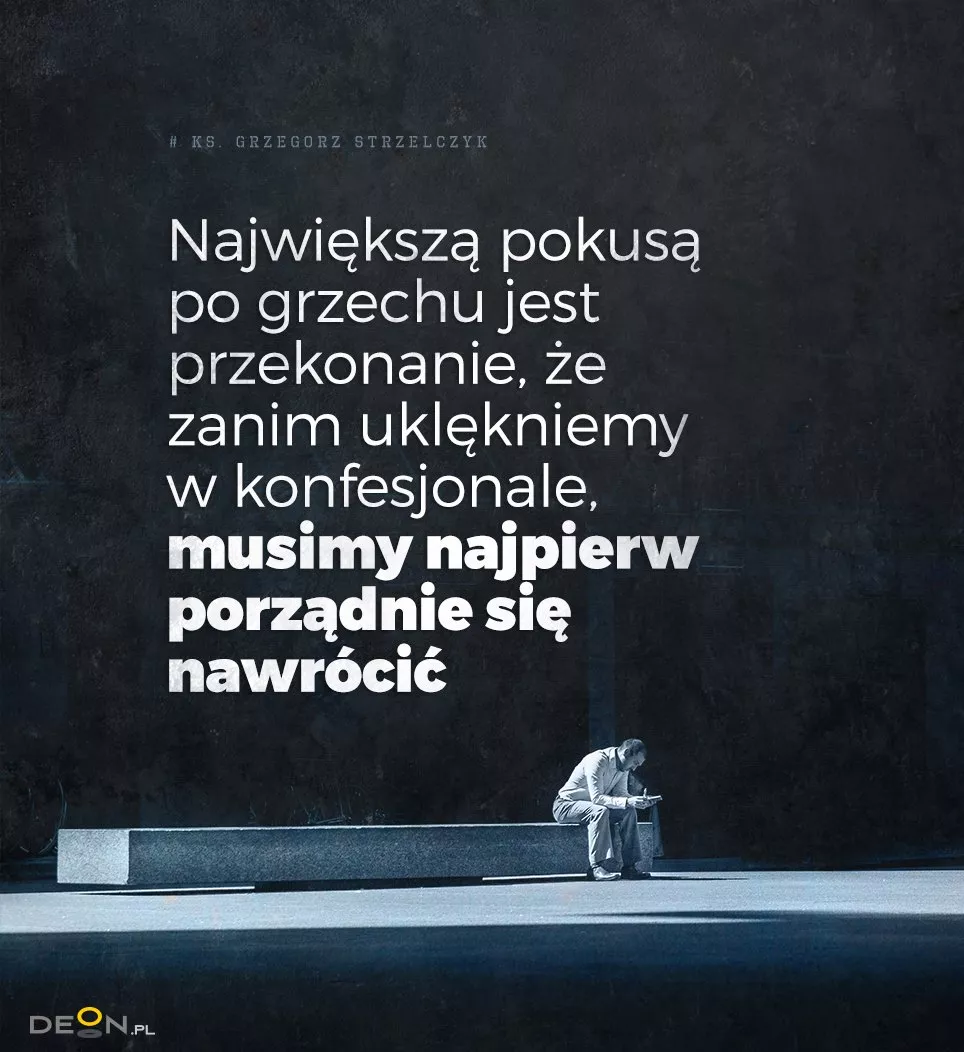 # KS. GRZEGORZ STRZELCZYK
Największą pokusą
po grzechu jest
przekonanie, że
zanim uklękniemy
w konfesjonale,
musimy najpierw
porządnie się
nawrócić
DEON.PL